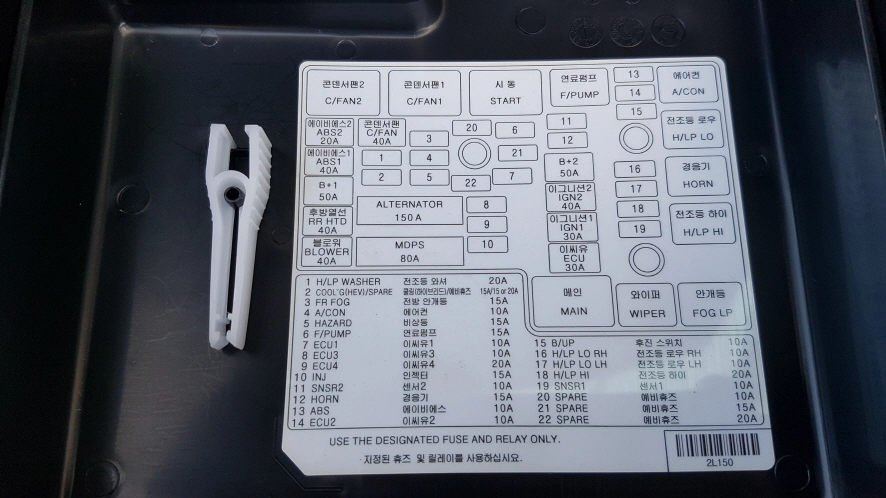 콘덴서팬2
C/FAN2
콘덴서팬1
C/FAN1
시 동
START
연료펌프
F/PUMP
13
14
15
에어컨
A/CON
에이비에스2
ABS2
20A
콘덴서팬
C/FAN
40A
20
6
3
11
12
전조등 로우
H/LP LO
에이비에스1
ABS1
40A
1
4
21
B+2
50A
16
경음기
HORN
B+1
50A
2
5
22
7
17
이그니션2
IGN2
40A
후방열선
RR HTD
40A
ALTERNATOR
150A
8
9
18
19
이그니션1
IGN1
30A
전조등 하이
H/LP HI
블로워
BLOWER
40A
MDPS
80A
10
이씨유
ECU
30A
메인
MAIN
와이퍼
WIPER
안개등
FOG LP
1 H/LP WASHER 전조등 와셔 20A
2 COOL'G(HEV)/SPARE 쿨링(하이브리드)/예비휴즈 15A/15 or 20A
3 FR FOG 전방 안개등 15A
4 A/CON 에어컨 10A
5 HAZARD 비상등 15A
6 F/PUMP 연료펌프 15A
7 ECU1 이씨유1 10A
8 ECU3 이씨유3 10A
9 ECU4 이씨유4 20A
10 INJ 인젝터 15A
11 SNSR2 센서2 10A
12 HORN 경음기 15A
13 ABS 에이비에스 10A
14 ECU2 이씨유2 10A
15 B/UP 후진 스위치 10A
16 H/LP LO RH 전조등 로우 RH 10A
17 H/LP LO LH 전조등 로우 LH 10A
18 H/LP HI 전조등 하이 20A
19 SNSR1 센서1 10A
20 SPARE 예비휴즈 10A
21 SPARE 예비휴즈 15A
22 SPARE 예비휴즈 20A
USE THE DESIGNATED FUSE AND RELAY ONLY.
지정된 휴즈 및 릴레이를 사용하십시요.
2L150